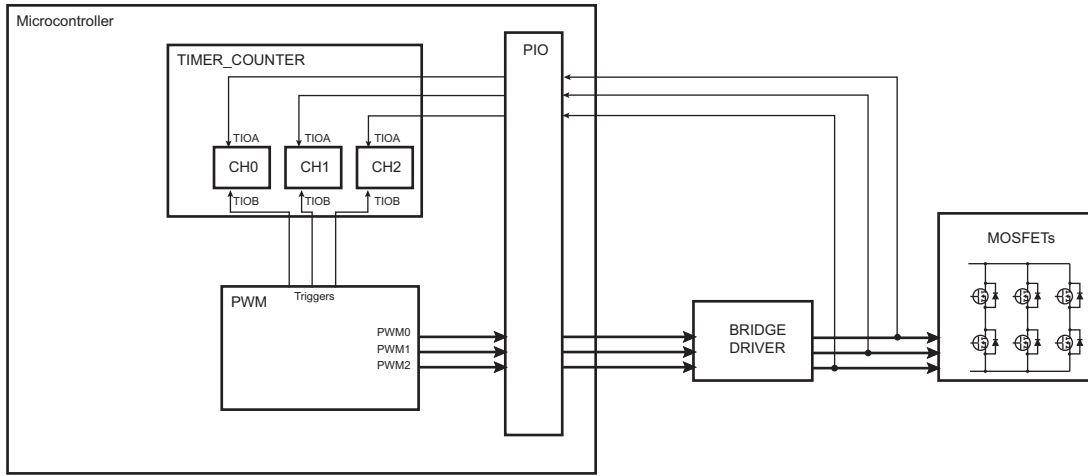 Microcontroller
PIO
TIMER_COUNTER
TIOA
TIOA
TIOA
CH0
CH1
CH2
TIOB
TIOB
TIOB
MOSFETs
Triggers
PWM
PWM0
PWM1
PWM2
BRIDGE
DRIVER